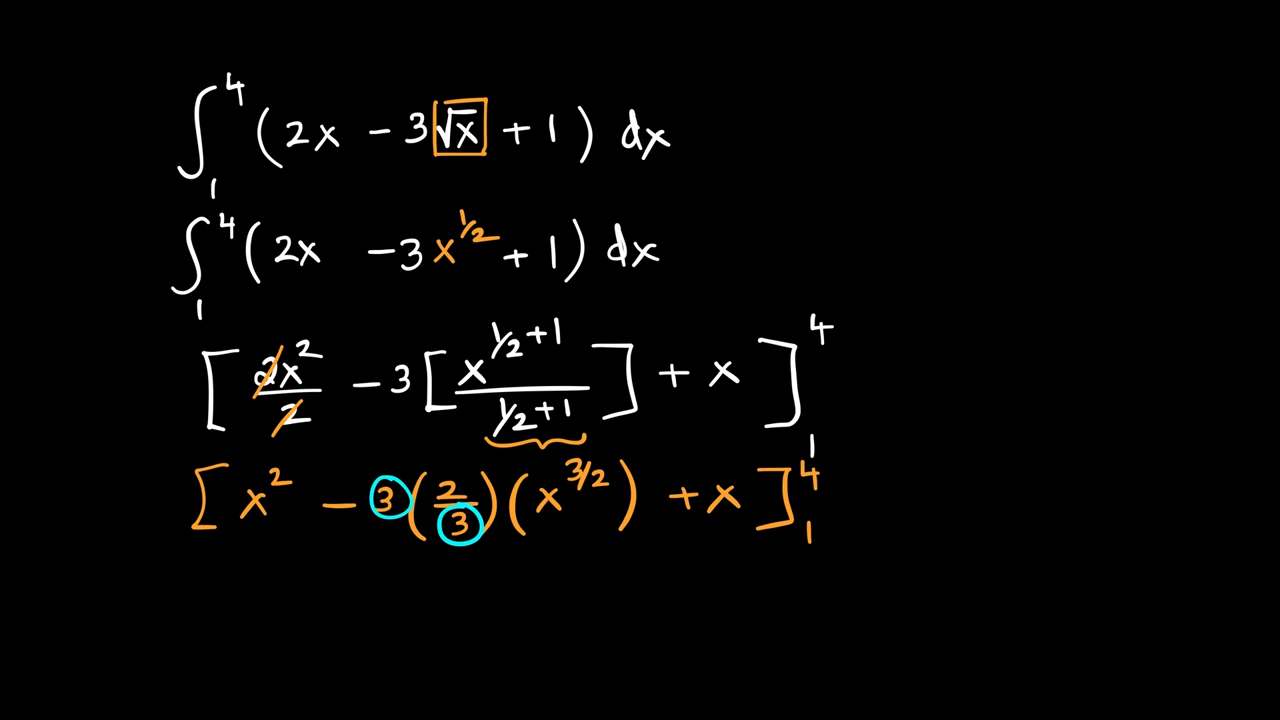 ∫₁⁴ (2x − 3√x + 1) dx
∫₁⁴ (2x − 3x^(1/2) + 1) dx
[ 2x²/2 − 3[ x^(1/2+1) / (1/2+1) ] + x ]₁⁴
[ x² − 3(2/3)(x^(3/2)) + x ]₁⁴